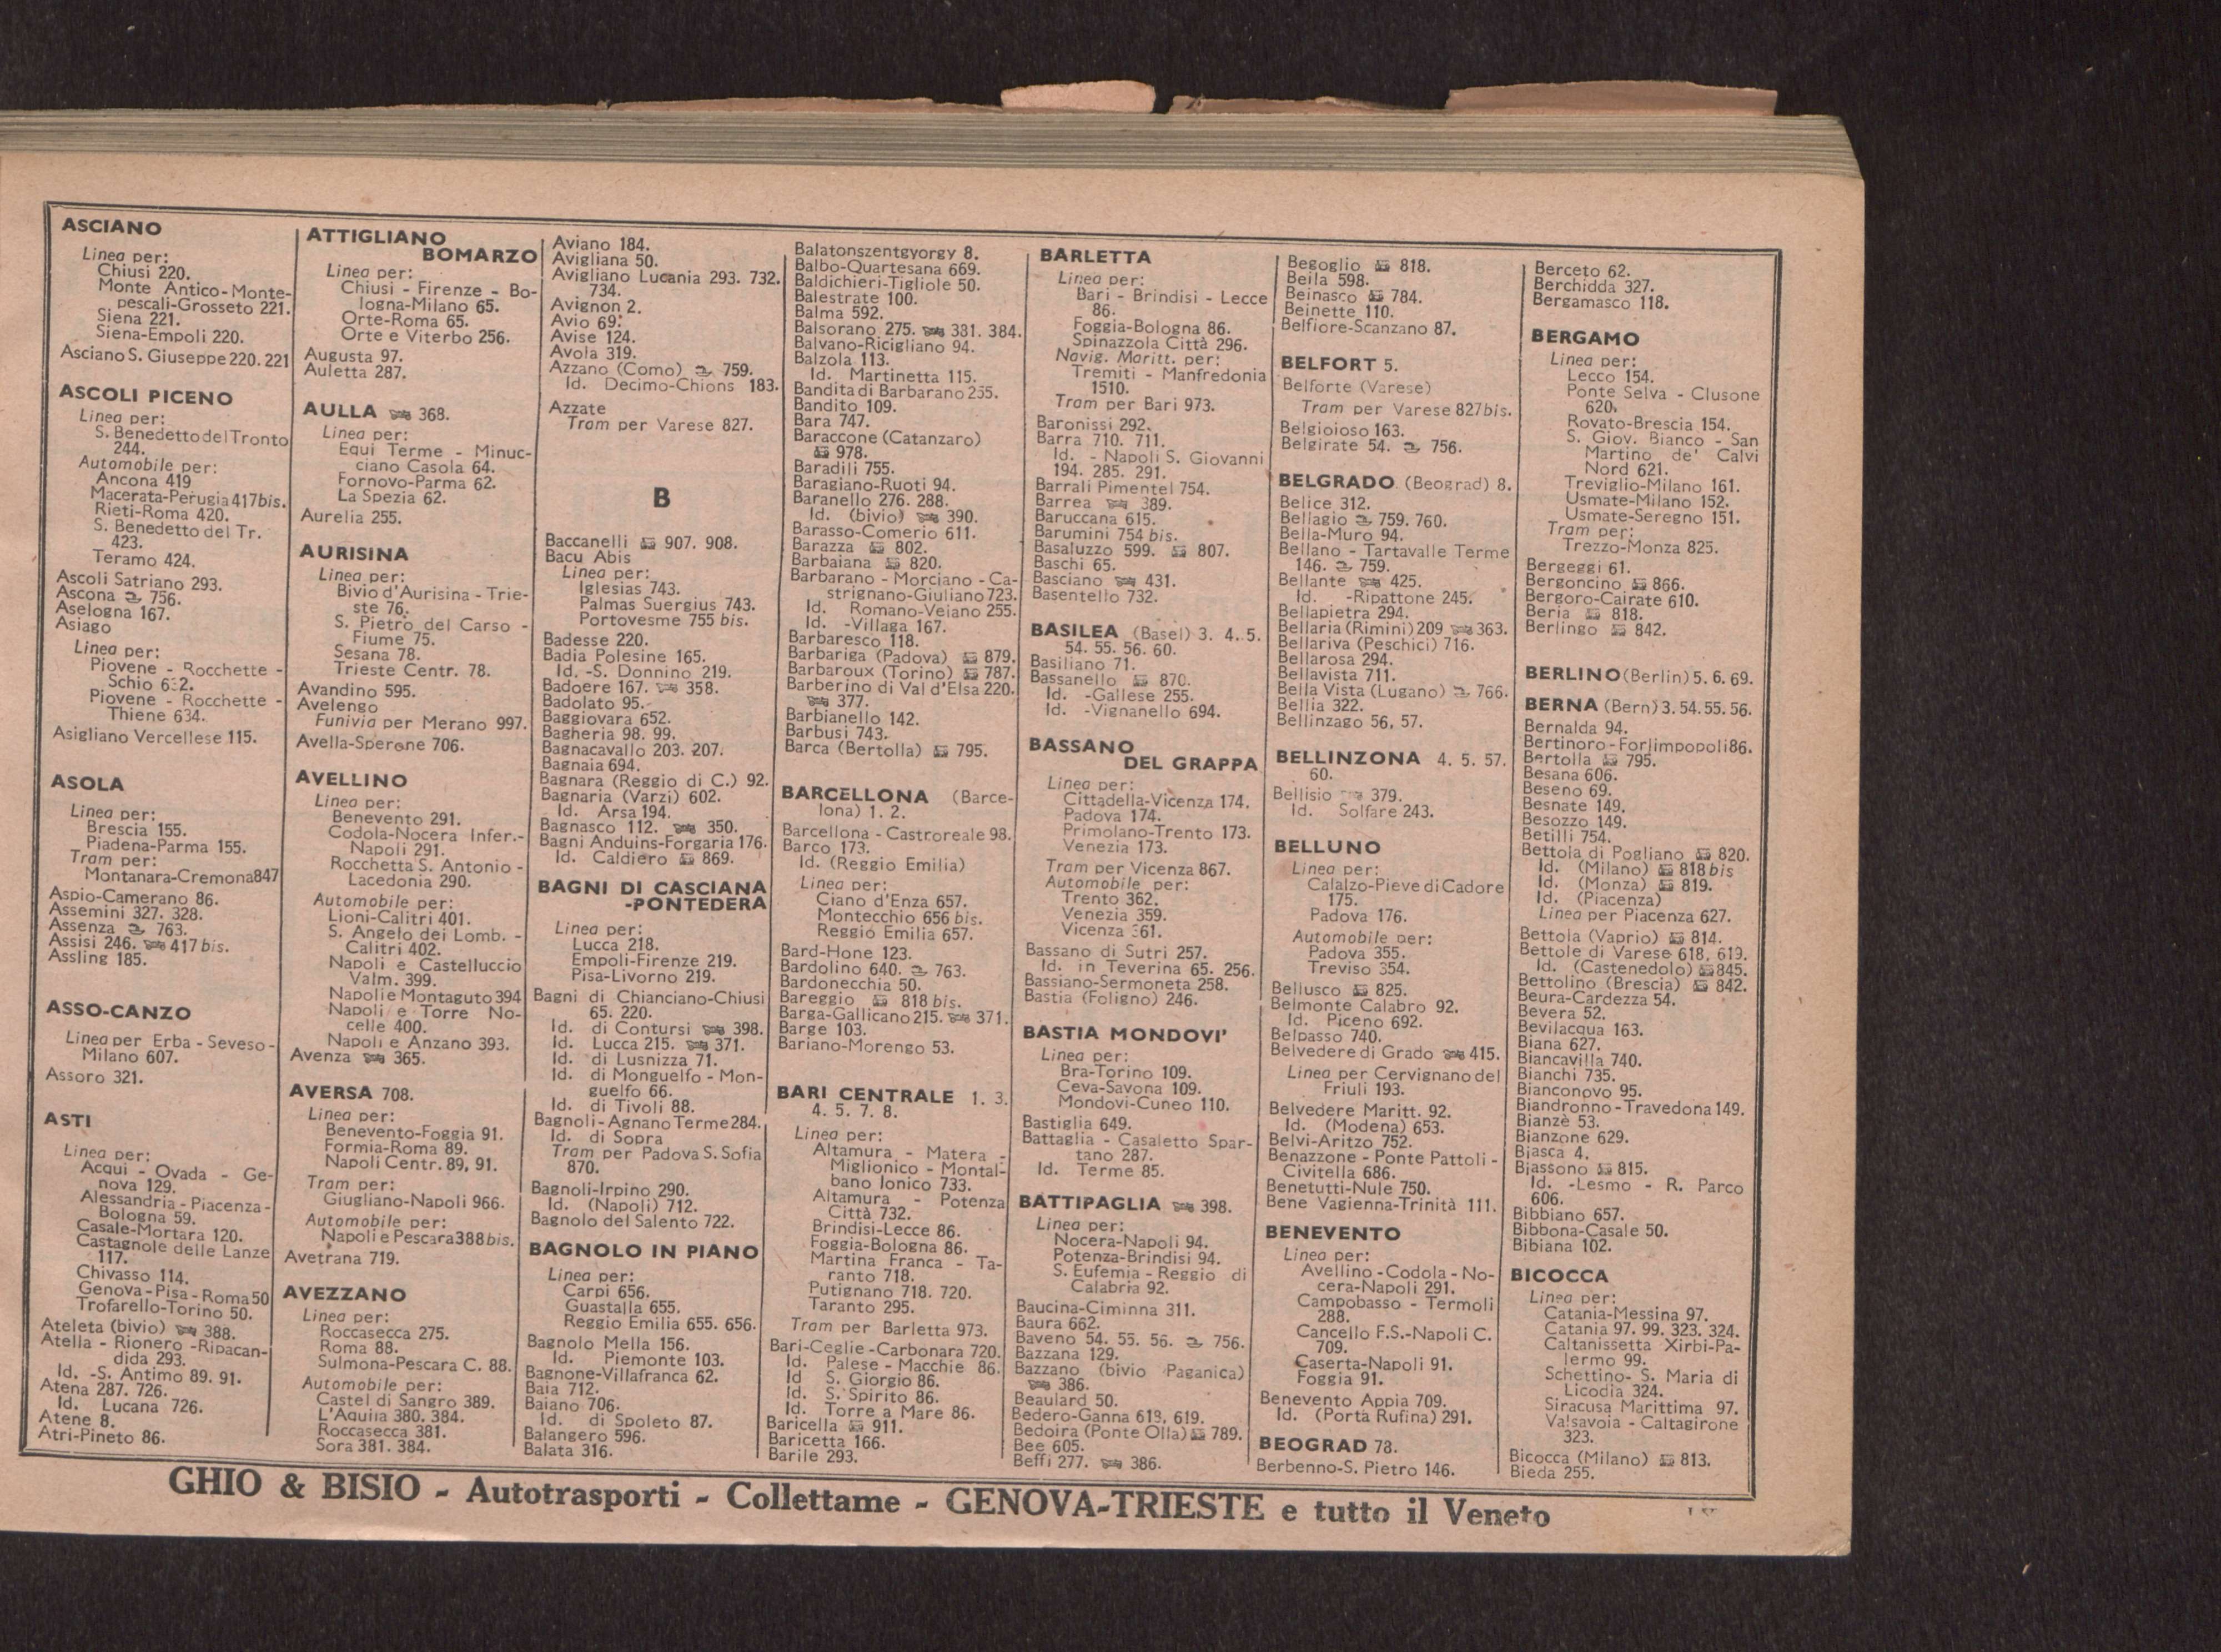 ASCIANO
Linea per:
Chiusi 220.
Monte Antico-Monte-
pescali-Grosseto 221.
Siena 221.
Siena-Empoli 220.
Asciano S. Giuseppe 220. 221
ASCOLI PICENO
Linea per:
S. Benedetto del Tronto
244.
Automobile per:
Ancona 419
Macerata-Perugia 417 bis.
Rieti-Roma 420.
S. Benedetto del Tr.
423.
Teramo 424.
Ascoli Satriano 293.
Ascona 756.
Aselogna 167.
Asiago
Linea per:
Piovene - Rocchette -
Schio 632.
Piovene - Rocchette -
Thiene 634.
Asigliano Vercellese 115.
ASOLA
Linea per:
Brescia 155.
Piadena-Parma 155.
Tram per:
Montanara-Cremona 847
Aspio-Camerano 86.
Assemini 327. 328.
Assenza 763.
Assisi 246. 417 bis.
Assling 185.
ASSO-CANZO
Linea per Erba - Seveso -
Milano 607.
Assoro 321.
ASTI
Linea per:
Acqui - Ovada - Ge-
nova 129.
Alessandria - Piacenza -
Bologna 59.
Casale-Mortara 120.
Castagnole delle Lanze
117.
Chivasso 114.
Genova - Pisa - Roma 50
Trofarello-Torino 50.
Ateleta (bivio) 388.
Atella - Rionero - Ripacan-
dida 293.
Id. -S. Antimo 89. 91.
Atena 287. 726.
Id. Lucana 726.
Atene 8.
Atri-Pineto 86.
ATTIGLIANO
BOMARZO
Linea per:
Chiusi - Firenze - Bo-
logna-Milano 65.
Orte-Roma 65.
Orte e Viterbo 256.
Augusta 97.
Auletta 287.
AULLA 368.
Linea per:
Equi Terme - Minuc-
ciano Casola 64.
Fornovo-Parma 62.
La Spezia 62.
Aurelia 255.
AURISINA
Linea per:
Bivio d'Aurisina - Trie-
ste 76.
S. Pietro del Carso -
Fiume 75.
Sesana 78.
Trieste Centr. 78.
Avandino 595.
Avelengo
Funivia per Merano 997.
Avella-Sperone 706.
AVELLINO
Linea per:
Benevento 291.
Codola-Nocera Infer.-
Napoli 291.
Rocchetta S. Antonio -
Lacedonia 290.
Automobile per:
Lioni-Calitri 401.
S. Angelo dei Lomb. -
Calitri 402.
Napoli e Castelluccio
Valm. 399.
Napoli e Montaguto 394
Napoli e Torre No-
celle 400.
Napoli e Anzano 393.
Avenza 365.
AVERSA 708.
Linea per:
Benevento-Foggia 91.
Formia-Roma 89.
Napoli Centr. 89, 91.
Tram per:
Giugliano-Napoli 966.
Automobile per:
Napoli e Pescara 388 bis.
Avetrana 719.
AVEZZANO
Linea per:
Roccasecca 275.
Roma 88.
Sulmona-Pescara C. 88.
Automobile per:
Castel di Sangro 389.
L'Aquila 380. 384.
Roccasecca 381.
Sora 381. 384.
Aviano 184.
Avigliana 50.
Avigliano Lucania 293. 732.
734.
Avignon 2.
Avio 69.
Avise 124.
Avola 319.
Azzano (Como) 759.
Id. Decimo-Chions 183.
Azzate
Tram per Varese 827.
B
Baccanelli 907. 908.
Bacu Abis
Linea per:
Iglesias 743.
Palmas Suergius 743.
Portovesme 755 bis.
Badesse 220.
Badia Polesine 165.
Id. -S. Donnino 219.
Badoere 167. 358.
Badolato 95.
Baggiovara 652.
Bagheria 98. 99.
Bagnacavallo 203. 207.
Bagnaia 694.
Bagnara (Reggio di C.) 92.
Bagnaria (Varzi) 602.
Id. Arsa 194.
Bagnasco 112. 350.
Bagni Anduins-Forgaria 176.
Id. Caldiero 869.
BAGNI DI CASCIANA
-PONTEDERA
Linea per:
Lucca 218.
Empoli-Firenze 219.
Pisa-Livorno 219.
Bagni di Chianciano-Chiusi
65. 220.
Id. di Contursi 398.
Id. Lucca 215. 371.
Id. di Lusnizza 71.
Id. di Monguelfo - Mon-
guelfo 66.
Id. di Tivoli 88.
Bagnoli-Agnano Terme 284.
Id. di Sopra
Tram per Padova S. Sofia
870.
Bagnoli-Irpino 290.
Id. (Napoli) 712.
Bagnolo del Salento 722.
BAGNOLO IN PIANO
Linea per:
Carpi 656.
Guastalla 655.
Reggio Emilia 655. 656.
Bagnolo Mella 156.
Id. Piemonte 103.
Bagnone-Villafranca 62.
Baia 712.
Baiano 706.
Id. di Spoleto 87.
Balangero 596.
Balata 316.
Balatonszentgyorgy 8.
Balbo-Quartesana 669.
Baldichieri-Tigliole 50.
Balestrate 100.
Balma 592.
Balsorano 275. 381. 384.
Balvano-Ricigliano 94.
Balzola 113.
Id. Martinetta 115.
Bandita di Barbarano 255.
Bandito 109.
Bara 747.
Baraccone (Catanzaro)
978.
Baradili 755.
Baragiano-Ruoti 94.
Baranello 276. 288.
Id. (bivio) 390.
Barasso-Comerio 611.
Barazza 802.
Barbaiana 820.
Barbarano - Morciano - Ca-
strignano-Giuliano 723.
Id. Romano-Veiano 255.
Id. -Villaga 167.
Barbaresco 118.
Barbariga (Padova) 879.
Barbaroux (Torino) 787.
Barberino di Val d'Elsa 220.
377.
Barbianello 142.
Barbusi 743.
Barca (Bertolla) 795.
BARCELLONA (Barce-
lona) 1. 2.
Barcellona - Castroreale 98.
Barco 173.
Id. (Reggio Emilia)
Linea per:
Ciano d'Enza 657.
Montecchio 656 bis.
Reggio Emilia 657.
Bard-Hone 123.
Bardolino 640. 763.
Bardonecchia 50.
Bareggio 818 bis.
Barga-Gallicano 215. 371.
Barge 103.
Bariano-Morengo 53.
BARI CENTRALE 1. 3.
4. 5. 7. 8.
Linea per:
Altamura - Matera -
Miglionico - Montal-
bano Ionico 733.
Altamura - Potenza
Città 732.
Brindisi-Lecce 86.
Foggia-Bologna 86.
Martina Franca - Ta-
ranto 718.
Putignano 718. 720.
Taranto 295.
Tram per Barletta 973.
Bari-Ceglie-Carbonara 720.
Id. Palese - Macchie 86.
Id S. Giorgio 86.
Id. S. Spirito 86.
Id. Torre a Mare 86.
Baricella 911.
Baricetta 166.
Barile 293.
BARLETTA
Linea per:
Bari - Brindisi - Lecce
86.
Foggia-Bologna 86.
Spinazzola Città 296.
Navig. Maritt. per:
Tremiti - Manfredonia
1510.
Tram per Bari 973.
Baronissi 292.
Barra 710. 711.
Id. - Napoli S. Giovanni
194. 285. 291.
Barrali Pimentel 754.
Barrea 389.
Baruccana 615.
Barumini 754 bis.
Basaluzzo 599. 807.
Baschi 65.
Basciano 431.
Basentello 732.
BASILEA (Basel) 3. 4. 5.
54. 55. 56. 60.
Basiliano 71.
Bassanello 870.
Id. -Gallese 255.
Id. -Vignanello 694.
BASSANO
DEL GRAPPA
Linea per:
Cittadella-Vicenza 174.
Padova 174.
Primolano-Trento 173.
Venezia 173.
Tram per Vicenza 867.
Automobile per:
Trento 362.
Venezia 359.
Vicenza 361.
Bassano di Sutri 257.
Id. in Teverina 65. 256.
Bassiano-Sermoneta 258.
Bastia (Foligno) 246.
BASTIA MONDOVI'
Linea per:
Bra-Torino 109.
Ceva-Savona 109.
Mondovi-Cuneo 110.
Bastiglia 649.
Battaglia - Casaletto Spar-
tano 287.
Id. Terme 85.
BATTIPAGLIA 398.
Linea per:
Nocera-Napoli 94.
Potenza-Brindisi 94.
S. Eufemia - Reggio di
Calabria 92.
Baucina-Ciminna 311.
Baura 662.
Baveno 54. 55. 56. 756.
Bazzana 129.
Bazzano (bivio Paganica)
386.
Beaulard 50.
Bedero-Ganna 618, 619.
Bedoira (Ponte Olla) 789.
Bee 605.
Beffi 277. 386.
Begoglio 818.
Beila 598.
Beinasco 784.
Beinette 110.
Belfiore-Scanzano 87.
BELFORT 5.
Belforte (Varese)
Tram per Varese 827 bis.
Belgioioso 163.
Belgirate 54. 756.
BELGRADO (Beograd) 8.
Belice 312.
Bellagio 759. 760.
Bella-Muro 94.
Bellano - Tartavalle Terme
146. 759.
Bellante 425.
Id. -Ripattone 245.
Bellapietra 294.
Bellaria (Rimini) 209 363.
Bellariva (Peschici) 716.
Bellarosa 294.
Bellavista 711.
Bella Vista (Lugano) 766.
Bellia 322.
Bellinzago 56, 57.
BELLINZONA 4. 5. 57.
60.
Bellisio 379.
Id. Solfare 243.
BELLUNO
Linea per:
Calalzo-Pieve di Cadore
175.
Padova 176.
Automobile per:
Padova 355.
Treviso 354.
Bellusco 825.
Belmonte Calabro 92.
Id. Piceno 692.
Belpasso 740.
Belvedere di Grado 415.
Linea per Cervignano del
Friuli 193.
Belvedere Maritt. 92.
Id. (Modena) 653.
Belvi-Aritzo 752.
Benazzone - Ponte Pattoli -
Civitella 686.
Benetutti-Nule 750.
Bene Vagienna-Trinità 111.
BENEVENTO
Linea per:
Avellino - Codola - No-
cera-Napoli 291.
Campobasso - Termoli
288.
Cancello F.S.-Napoli C.
709.
Caserta-Napoli 91.
Foggia 91.
Benevento Appia 709.
Id. (Porta Rufina) 291.
BEOGRAD 78.
Berbenno-S. Pietro 146.
Berceto 62.
Berchidda 327.
Bergamasco 118.
BERGAMO
Linea per:
Lecco 154.
Ponte Selva - Clusone
620.
Rovato-Brescia 154.
S. Giov. Bianco - San
Martino de' Calvi
Nord 621.
Treviglio-Milano 161.
Usmate-Milano 152.
Usmate-Seregno 151.
Tram per:
Trezzo-Monza 825.
Bergeggi 61.
Bergoncino 866.
Bergoro-Cairate 610.
Beria 818.
Berlingo 842.
BERLINO (Berlin) 5. 6. 69.
BERNA (Bern) 3. 54. 55. 56.
Bernalda 94.
Bertinoro-Forlimpopoli 86.
Bertolla 795.
Besana 606.
Beseno 69.
Besnate 149.
Besozzo 149.
Betilli 754.
Bettola di Pogliano 820.
Id. (Milano) 818 bis
Id. (Monza) 819.
Id. (Piacenza)
Linea per Piacenza 627.
Bettola (Vaprio) 814.
Bettole di Varese 618, 619.
Id. (Castenedolo) 845.
Bettolino (Brescia) 842.
Beura-Cardezza 54.
Bevera 52.
Bevilacqua 163.
Biana 627.
Biancavilla 740.
Bianchi 735.
Bianconovo 95.
Biandronno-Travedona 149.
Bianzè 53.
Bianzone 629.
Biasca 4.
Biassono 815.
Id. -Lesmo - R. Parco
606.
Bibbiano 657.
Bibbona-Casale 50.
Bibiana 102.
BICOCCA
Linea per:
Catania-Messina 97.
Catania 97. 99. 323. 324.
Caltanissetta Xirbi-Pa-
lermo 99.
Schettino- S. Maria di
Licodia 324.
Siracusa Marittima 97.
Valsavoia - Caltagirone
323.
Bicocca (Milano) 813.
Bieda 255.
GHIO & BISIO - Autotrasporti - Collettame - GENOVA-TRIESTE e tutto il Veneto